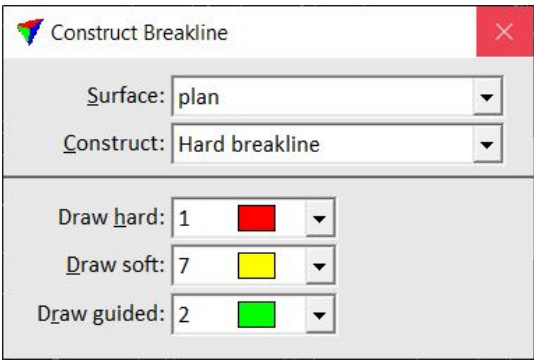 Construct Breakline
Surface: plan
Construct: Hard breakline
Draw hard: 1
Draw soft: 7
Draw guided: 2